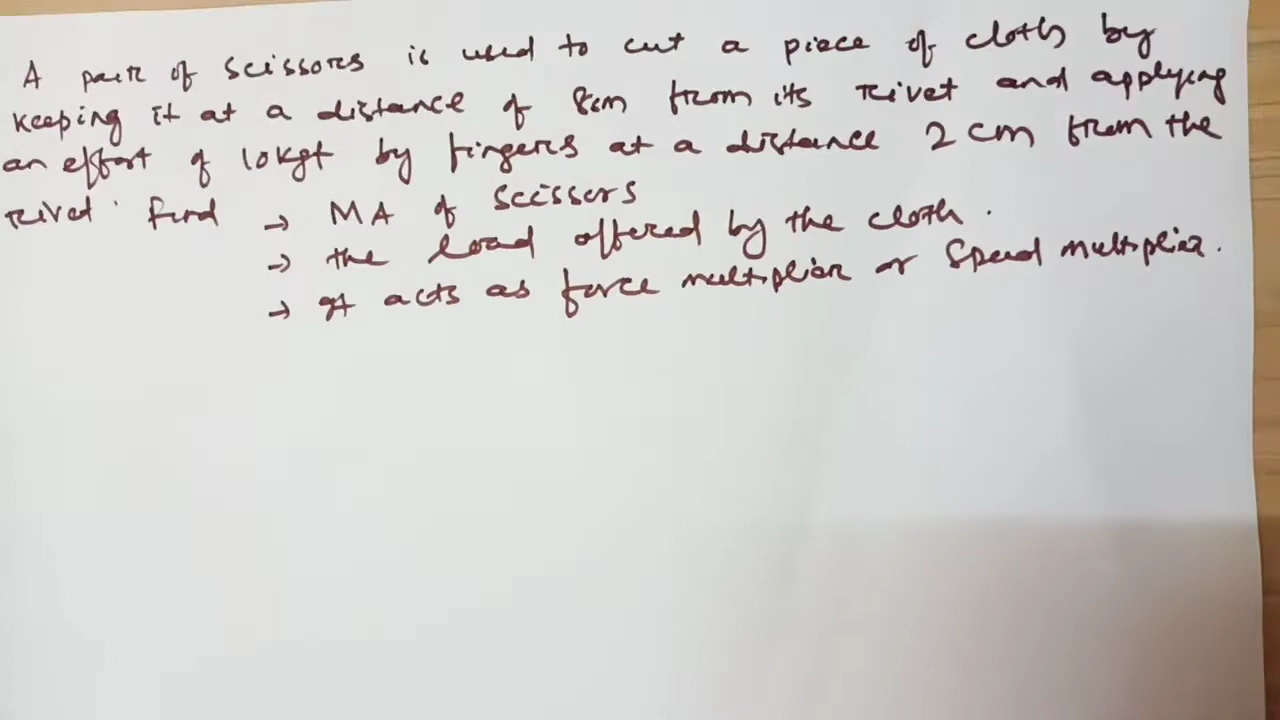 A pair of scissors is used to cut a piece of cloth by
keeping it at a distance of 8cm from its rivet and applying
an effort of 10kgf by fingers at a distance 2 cm from the
rivet. find → MA of scissors
→ the load offered by the cloth.
→ It acts as force multiplier or speed multiplier.